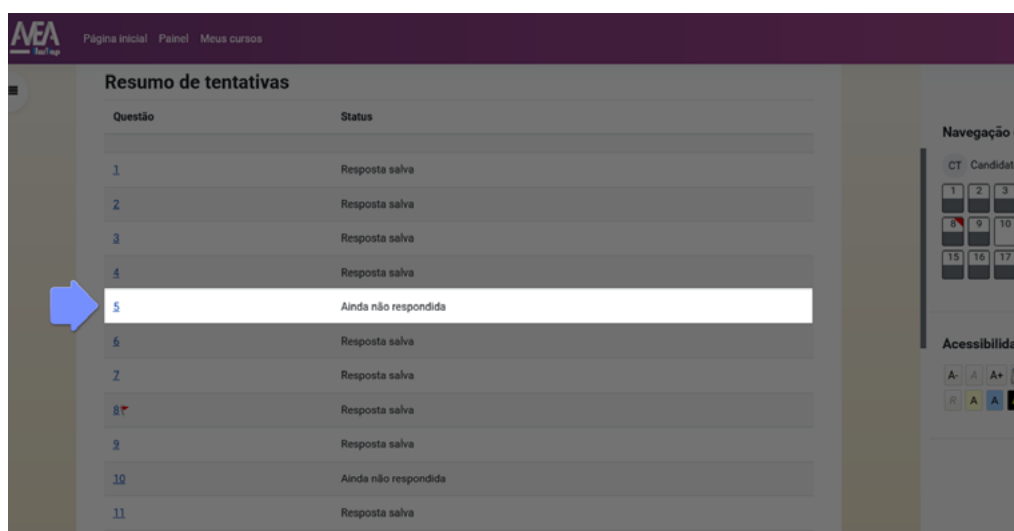 AVEA
Página inicial Painel Meus cursos
Resumo de tentativas
Questão Status
1 Resposta salva
2 Resposta salva
3 Resposta salva
4 Resposta salva
5 Ainda não respondida
6 Resposta salva
7 Resposta salva
8 Resposta salva
9 Resposta salva
10 Ainda não respondida
11 Resposta salva
Navegação
CT Candidat
1 2 3
8 9 10
15 16 17
Acessibilida
A- A A+
R A A